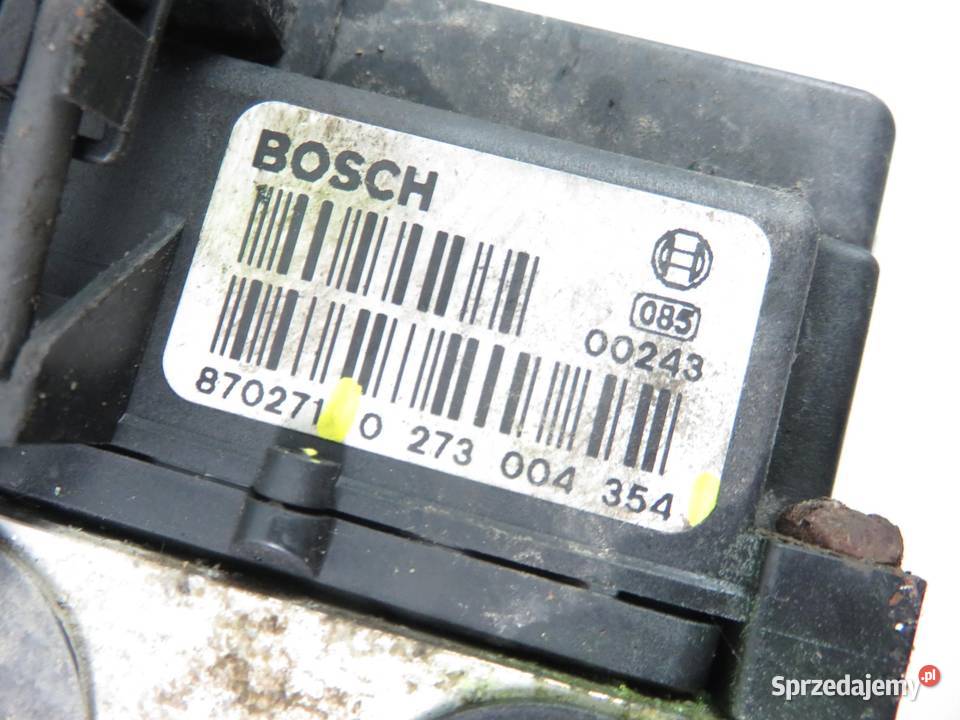 BOSCH
085
00243
870271 0 273 004 354
Sprzedajemy.pl